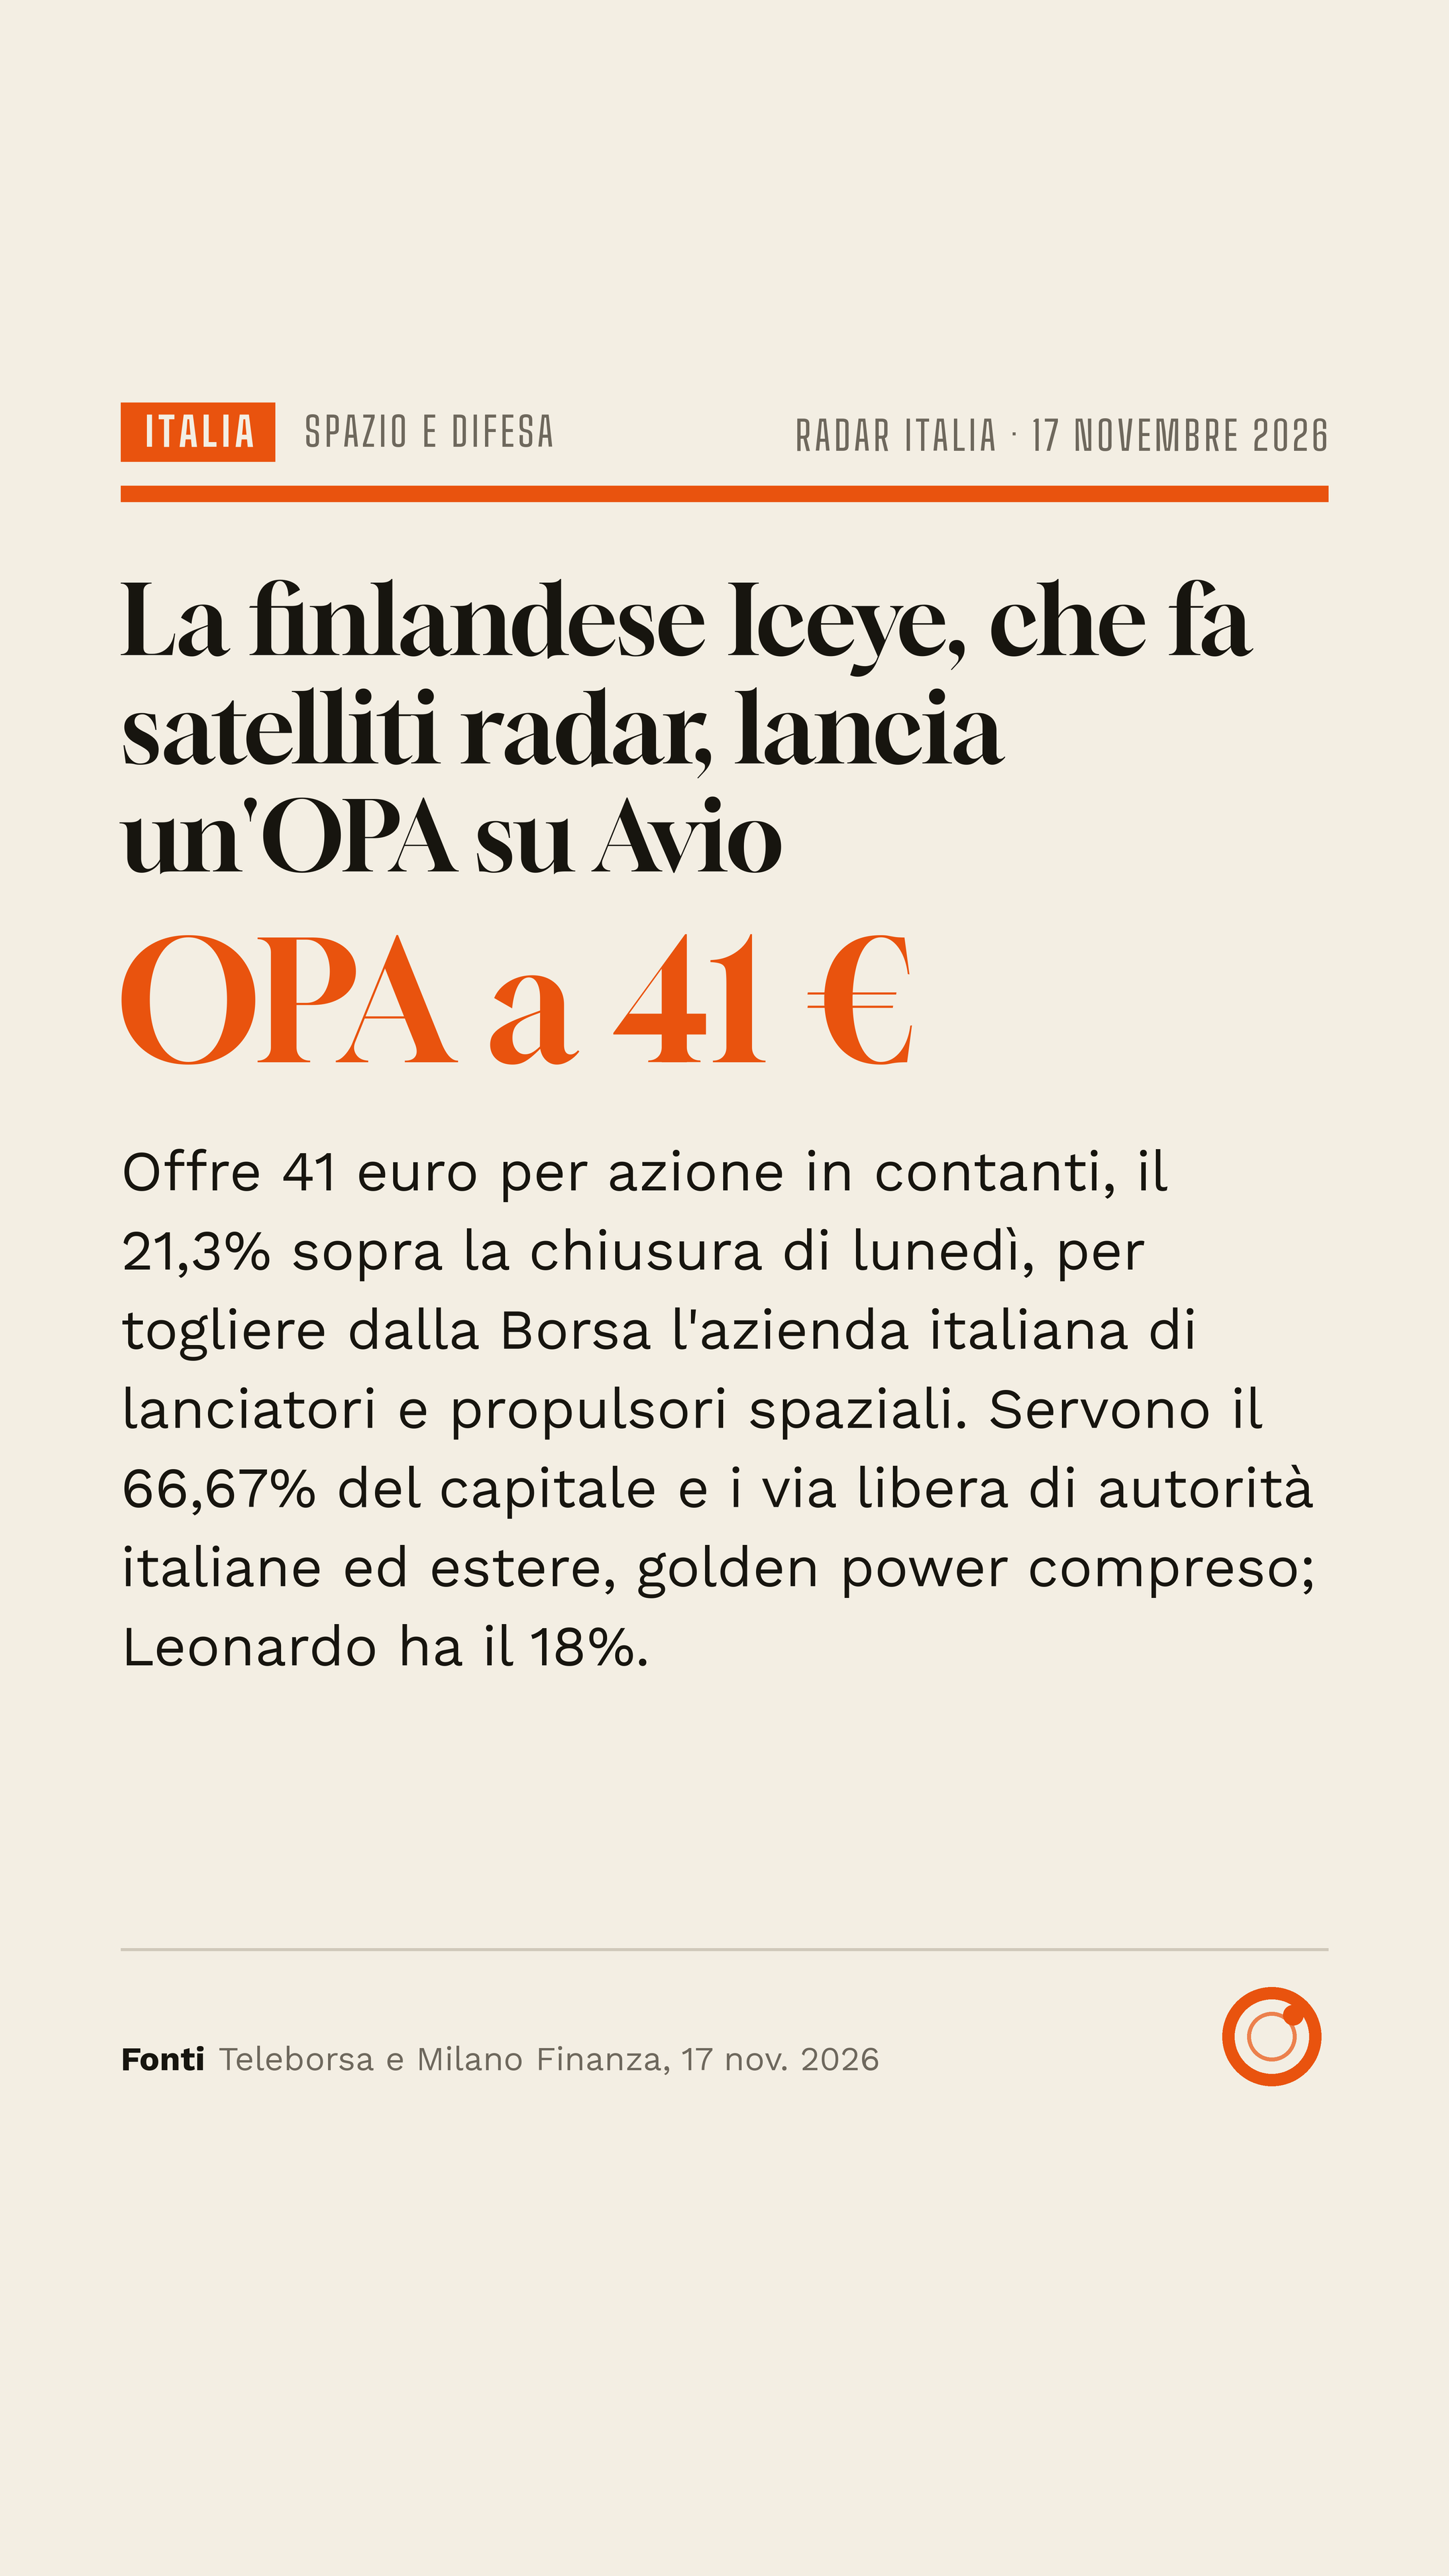 ITALIA SPAZIO E DIFESA RADAR ITALIA · 17 NOVEMBRE 2026
La finlandese Iceye, che fa
satelliti radar, lancia
un'OPA su Avio
OPA a 41 €
Offre 41 euro per azione in contanti, il
21,3% sopra la chiusura di lunedì, per
togliere dalla Borsa l'azienda italiana di
lanciatori e propulsori spaziali. Servono il
66,67% del capitale e i via libera di autorità
italiane ed estere, golden power compreso;
Leonardo ha il 18%.
Fonti Teleborsa e Milano Finanza, 17 nov. 2026